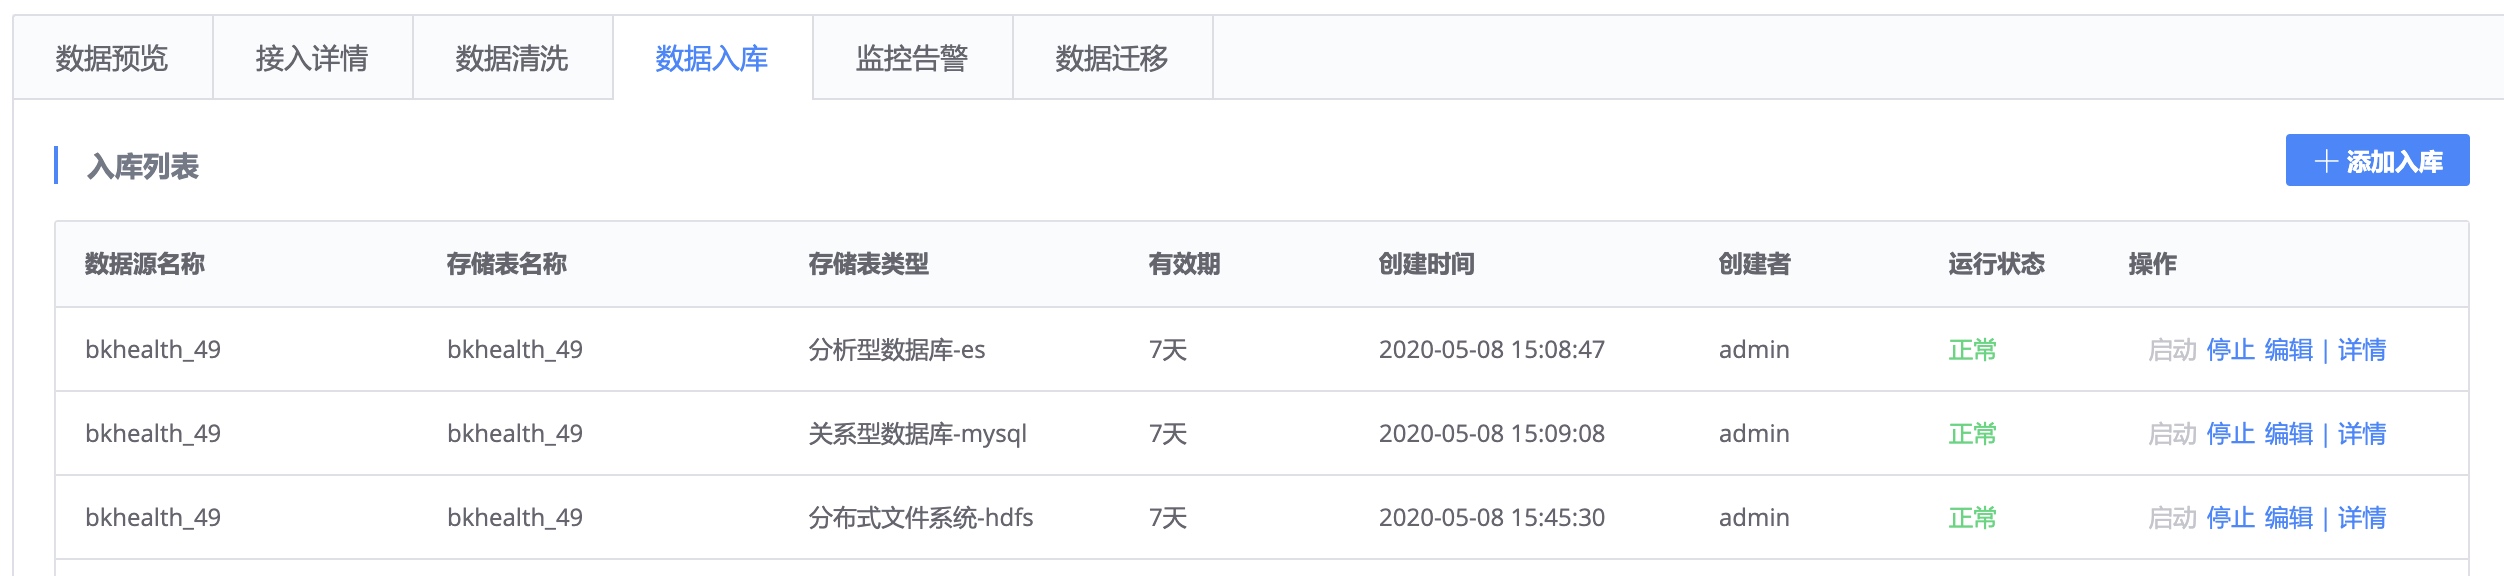 数据预览 接入详情 数据清洗 数据入库 监控告警 数据迁移
入库列表 添加入库
数据源名称 存储表名称 存储表类型 有效期 创建时间 创建者 运行状态 操作
bkhealth_49 bkhealth_49 分析型数据库-es 7天 2020-05-08 15:08:47 admin 正常 启动 停止 编辑 | 详情
bkhealth_49 bkhealth_49 关系型数据库-mysql 7天 2020-05-08 15:09:08 admin 正常 启动 停止 编辑 | 详情
bkhealth_49 bkhealth_49 分布式文件系统-hdfs 7天 2020-05-08 15:45:30 admin 正常 启动 停止 编辑 | 详情